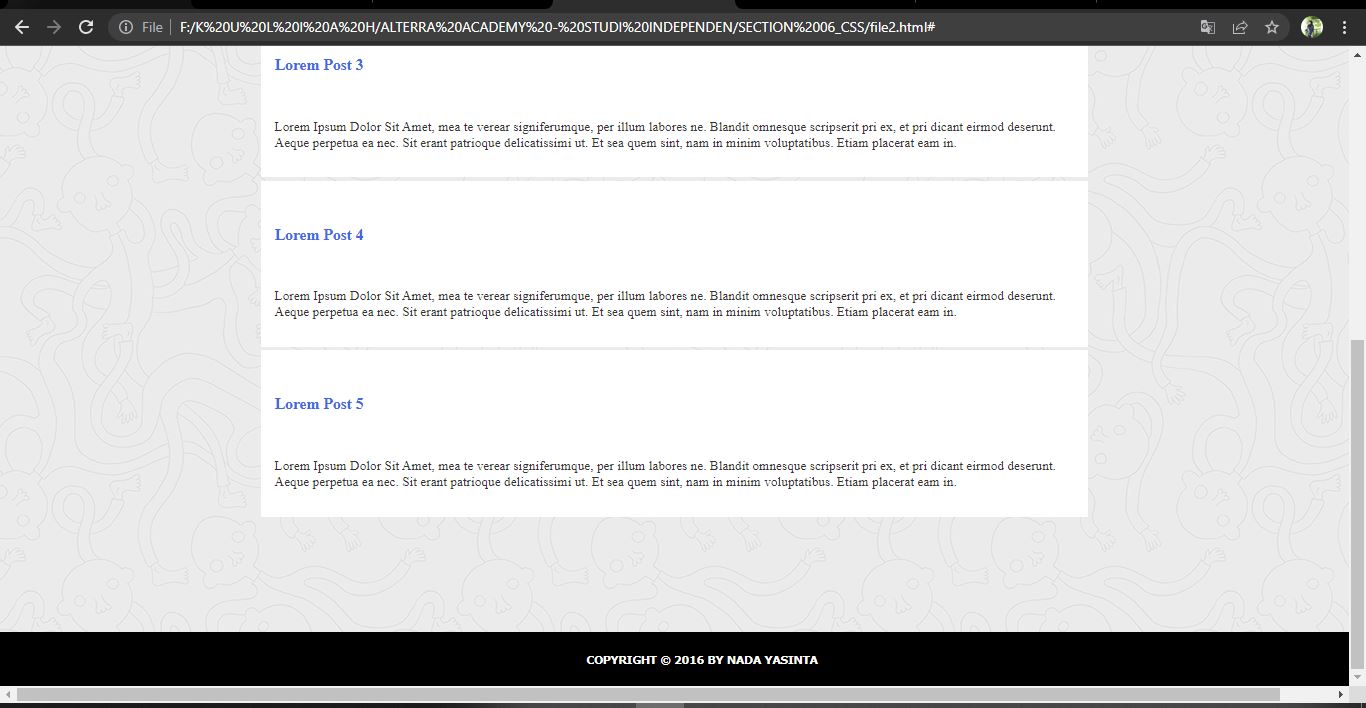 File
F:/K%20U%20L%20I%20A%20H/ALTERRA%20ACADEMY%20-%20STUDI%20INDEPENDEN/SECTION%2006_CSS/file2.html#
Lorem Post 3
Lorem Ipsum Dolor Sit Amet, mea te verear signiferumque, per illum labores ne. Blandit omnesque scripserit pri ex, et pri dicant eirmod deserunt.
Aeque perpetua ea nec. Sit erant patrioque delicatissimi ut. Et sea quem sint, nam in minim voluptatibus. Etiam placerat eam in.
Lorem Post 4
Lorem Ipsum Dolor Sit Amet, mea te verear signiferumque, per illum labores ne. Blandit omnesque scripserit pri ex, et pri dicant eirmod deserunt.
Aeque perpetua ea nec. Sit erant patrioque delicatissimi ut. Et sea quem sint, nam in minim voluptatibus. Etiam placerat eam in.
Lorem Post 5
Lorem Ipsum Dolor Sit Amet, mea te verear signiferumque, per illum labores ne. Blandit omnesque scripserit pri ex, et pri dicant eirmod deserunt.
Aeque perpetua ea nec. Sit erant patrioque delicatissimi ut. Et sea quem sint, nam in minim voluptatibus. Etiam placerat eam in.
COPYRIGHT © 2016 BY NADA YASINTA